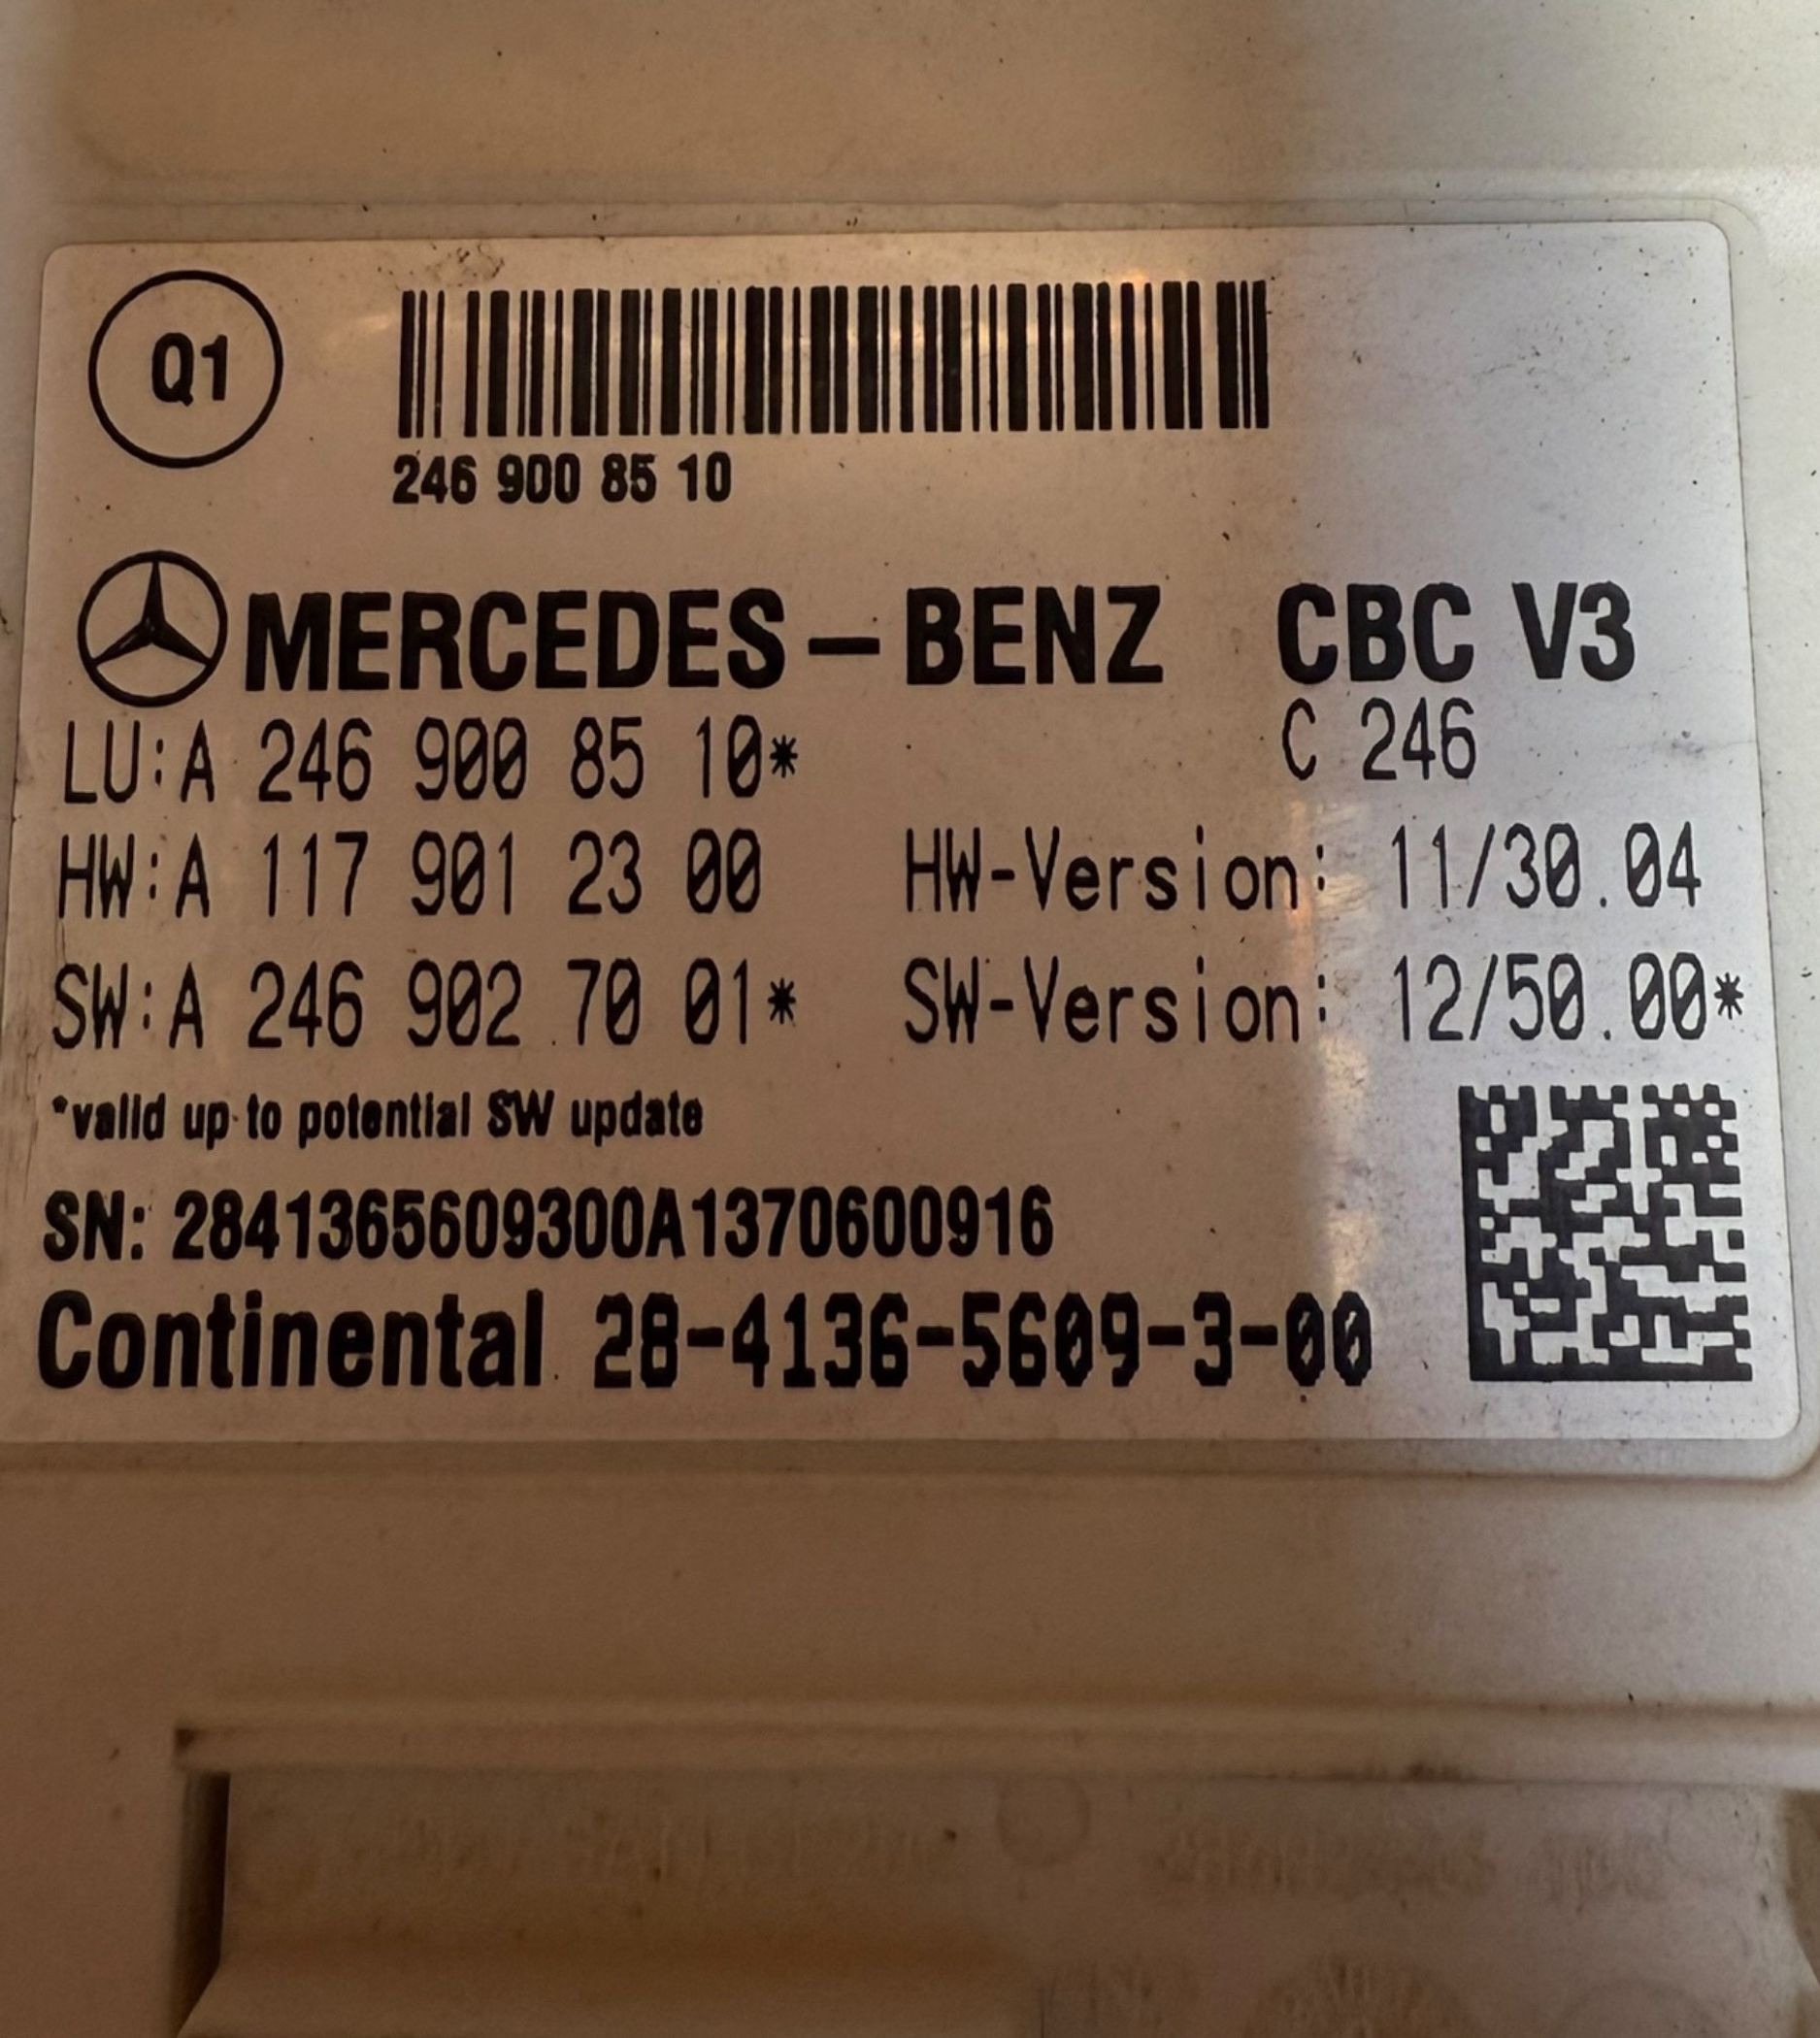 Q1
246 900 85 10
MERCEDES-BENZ CBC V3
LU:A 246 900 85 10* C 246
HW:A 117 901 23 00 HW-Version: 11/30.04
SW:A 246 902 70 01* SW-Version: 12/50.00*
*valid up to potential SW update
SN: 2841365609300A1370600916
Continental 28-4136-5609-3-00